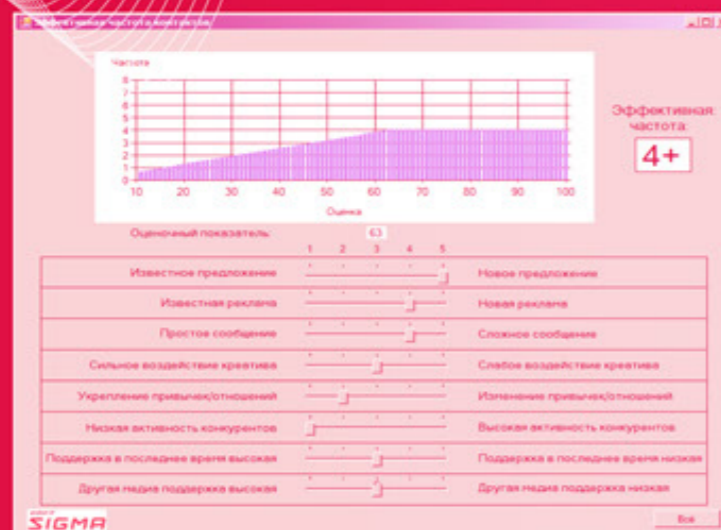 Эффективная частота контактов
Частота
8
7
6
5
4
3
2
1
0
10 20 30 40 50 60 70 80 90 100
Оценка
Эффективная
частота:
4+
Оценочный показатель: 63
1 2 3 4 5
Известное предложение Новое предложение
Известная реклама Новая реклама
Простое сообщение Сложное сообщение
Сильное воздействие креатива Слабое воздействие креатива
Укрепление привычек/отношений Изменение привычек/отношений
Низкая активность конкурентов Высокая активность конкурентов
Поддержка в последнее время высокая Поддержка в последнее время низкая
Другая медиа поддержка высокая Другая медиа поддержка низкая
SIGMA